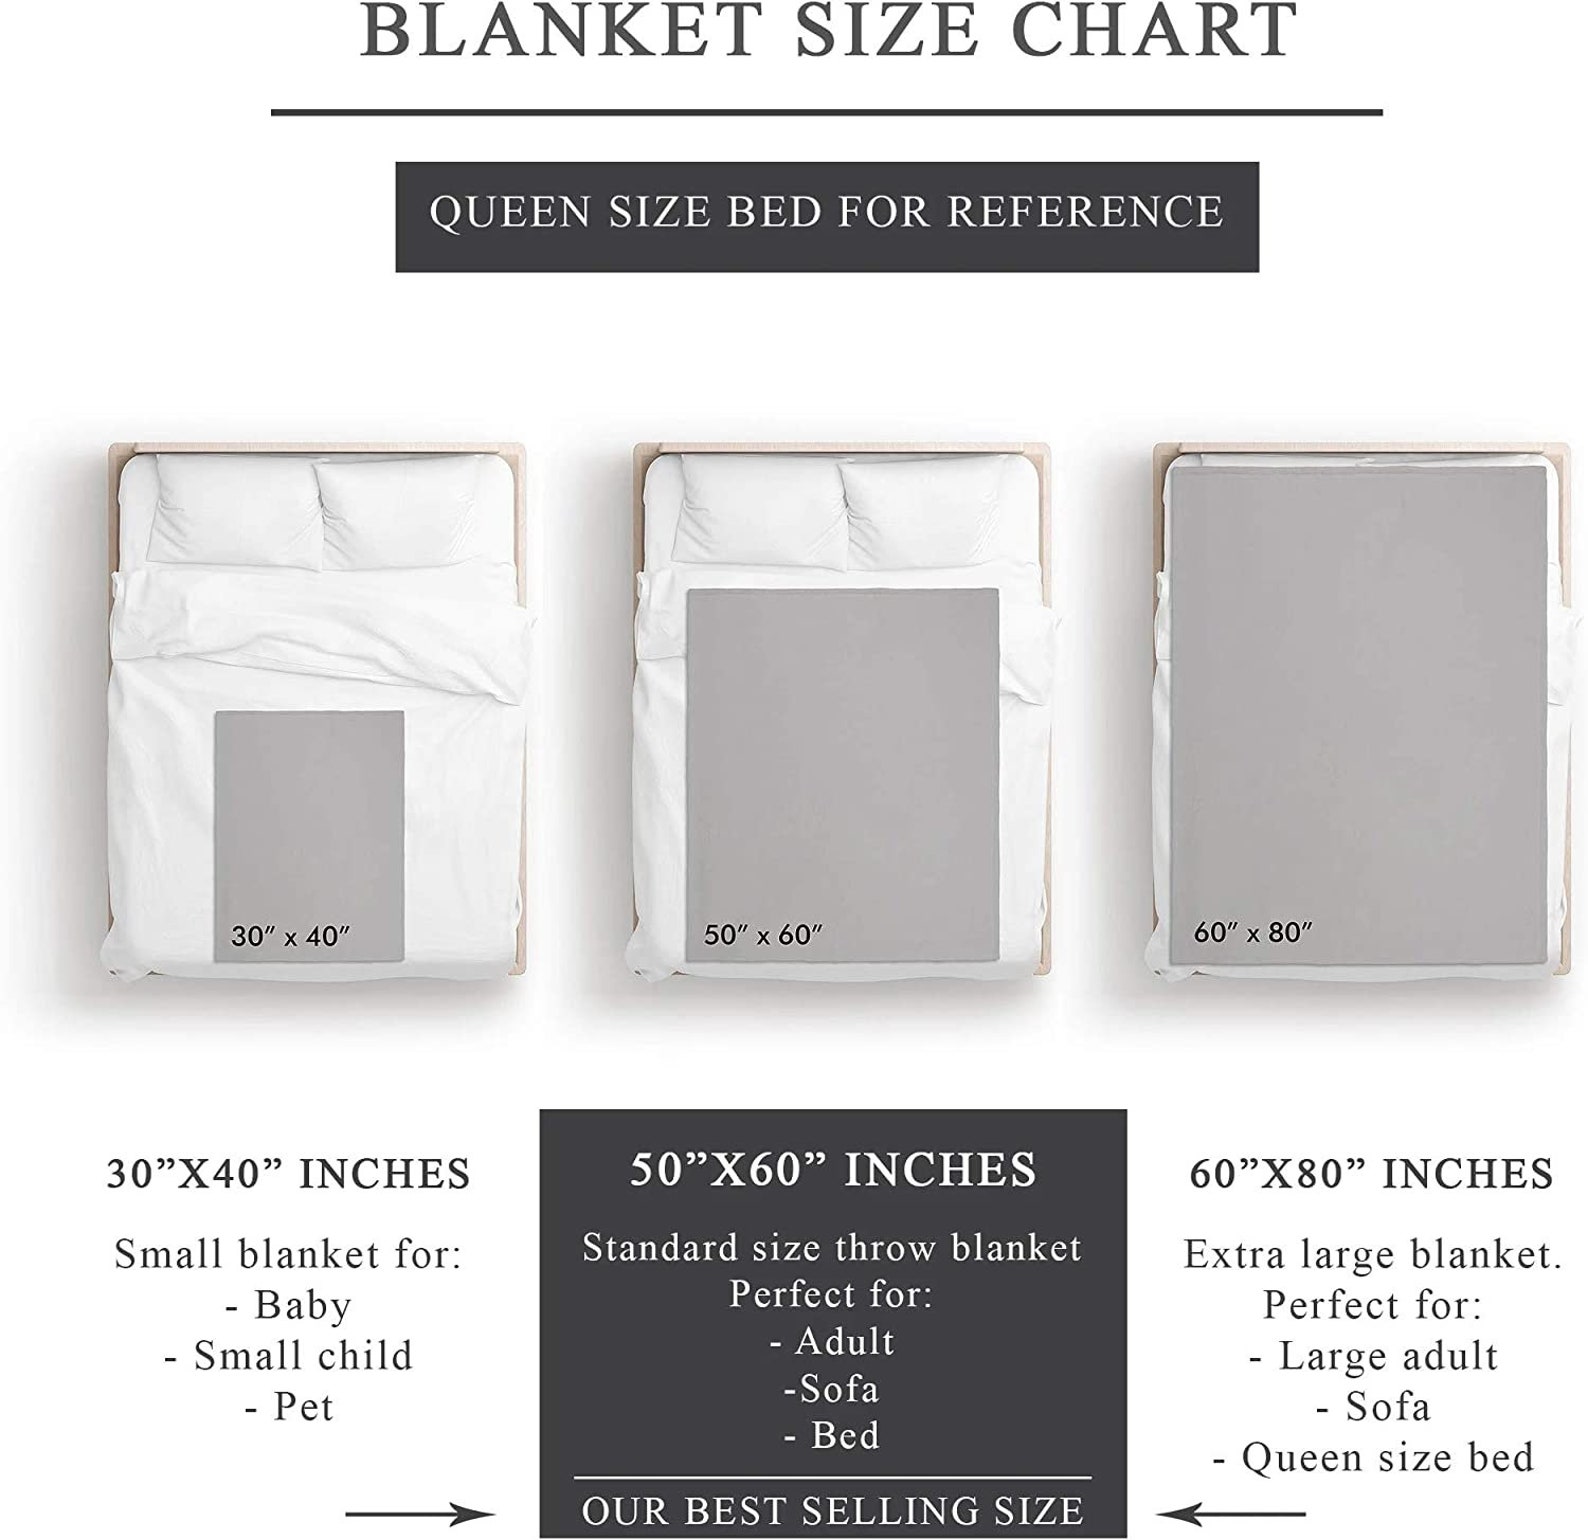 BLANKET SIZE CHART
QUEEN SIZE BED FOR REFERENCE
30″ x 40″
50″ x 60″
60″ x 80″
30”X40” INCHES
Small blanket for:
- Baby
- Small child
- Pet
50”X60” INCHES
Standard size throw blanket
Perfect for:
- Adult
-Sofa
- Bed
OUR BEST SELLING SIZE
60”X80” INCHES
Extra large blanket.
Perfect for:
- Large adult
- Sofa
- Queen size bed